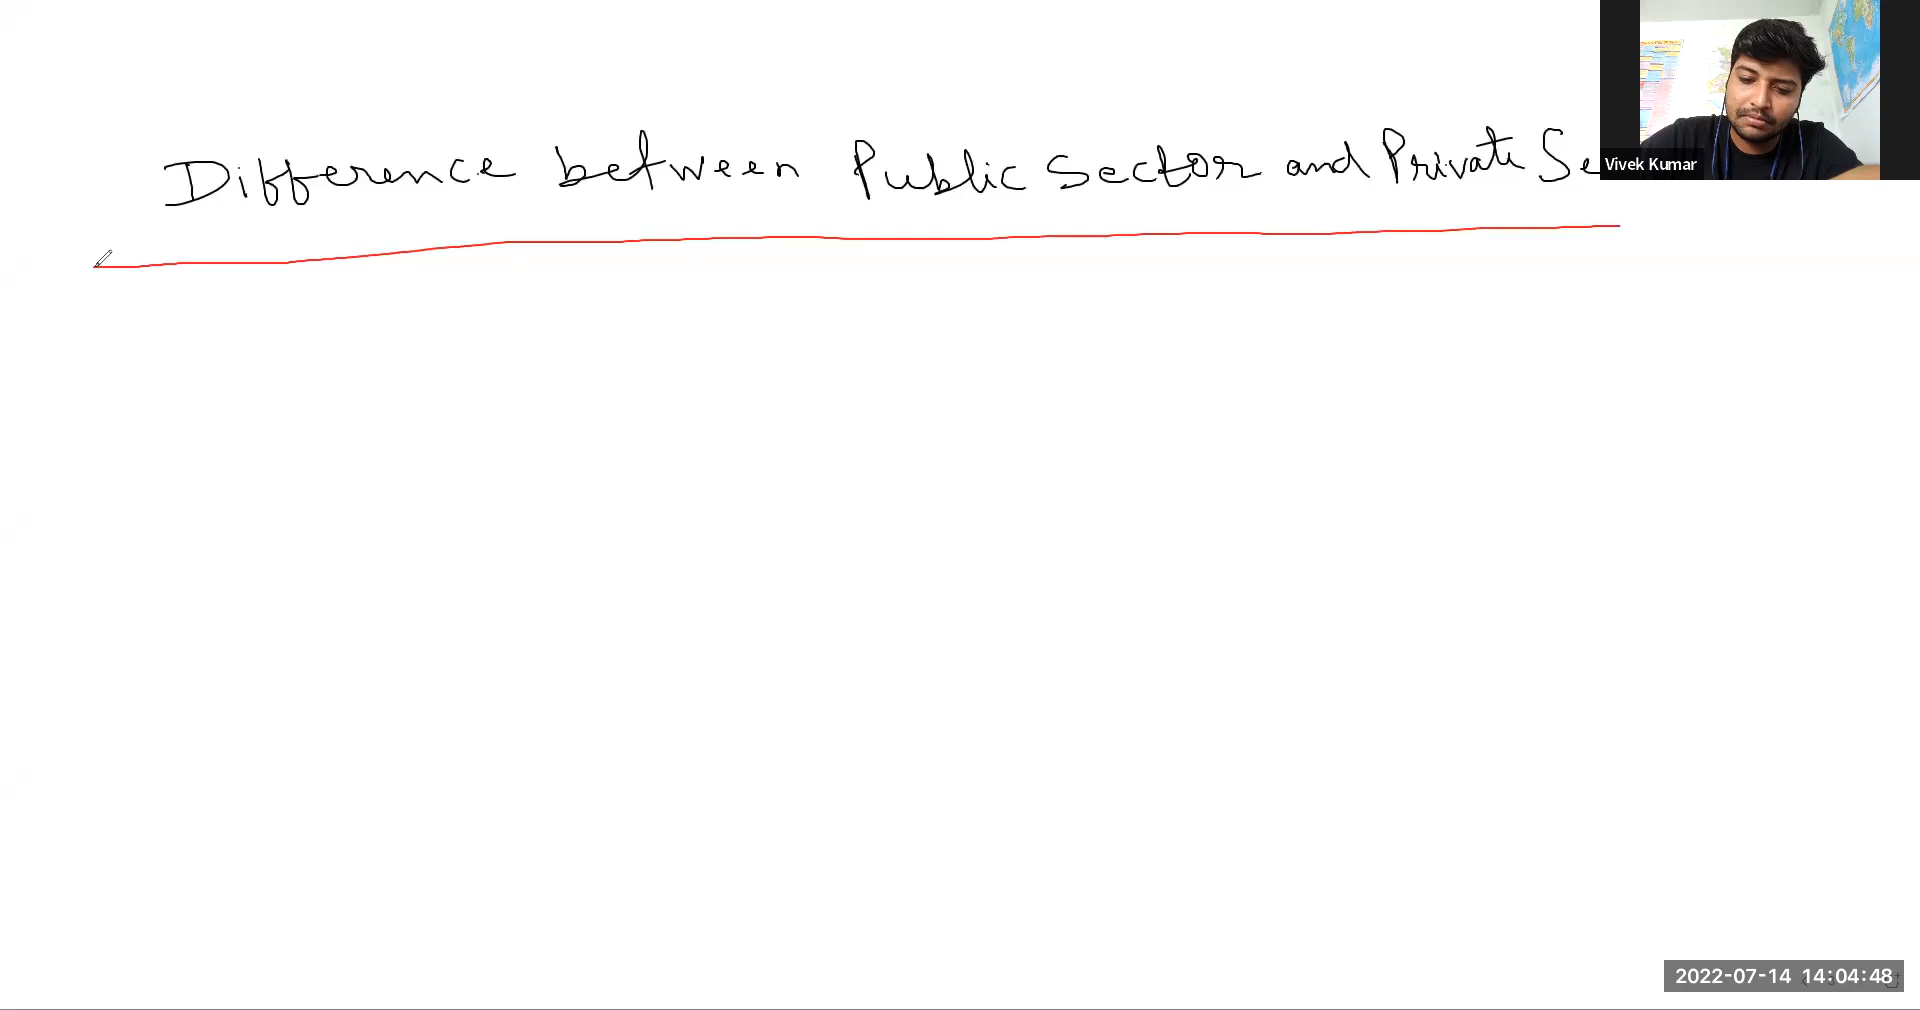 Difference between Public Sector and Private Se
Vivek Kumar
2022-07-14 14:04:48